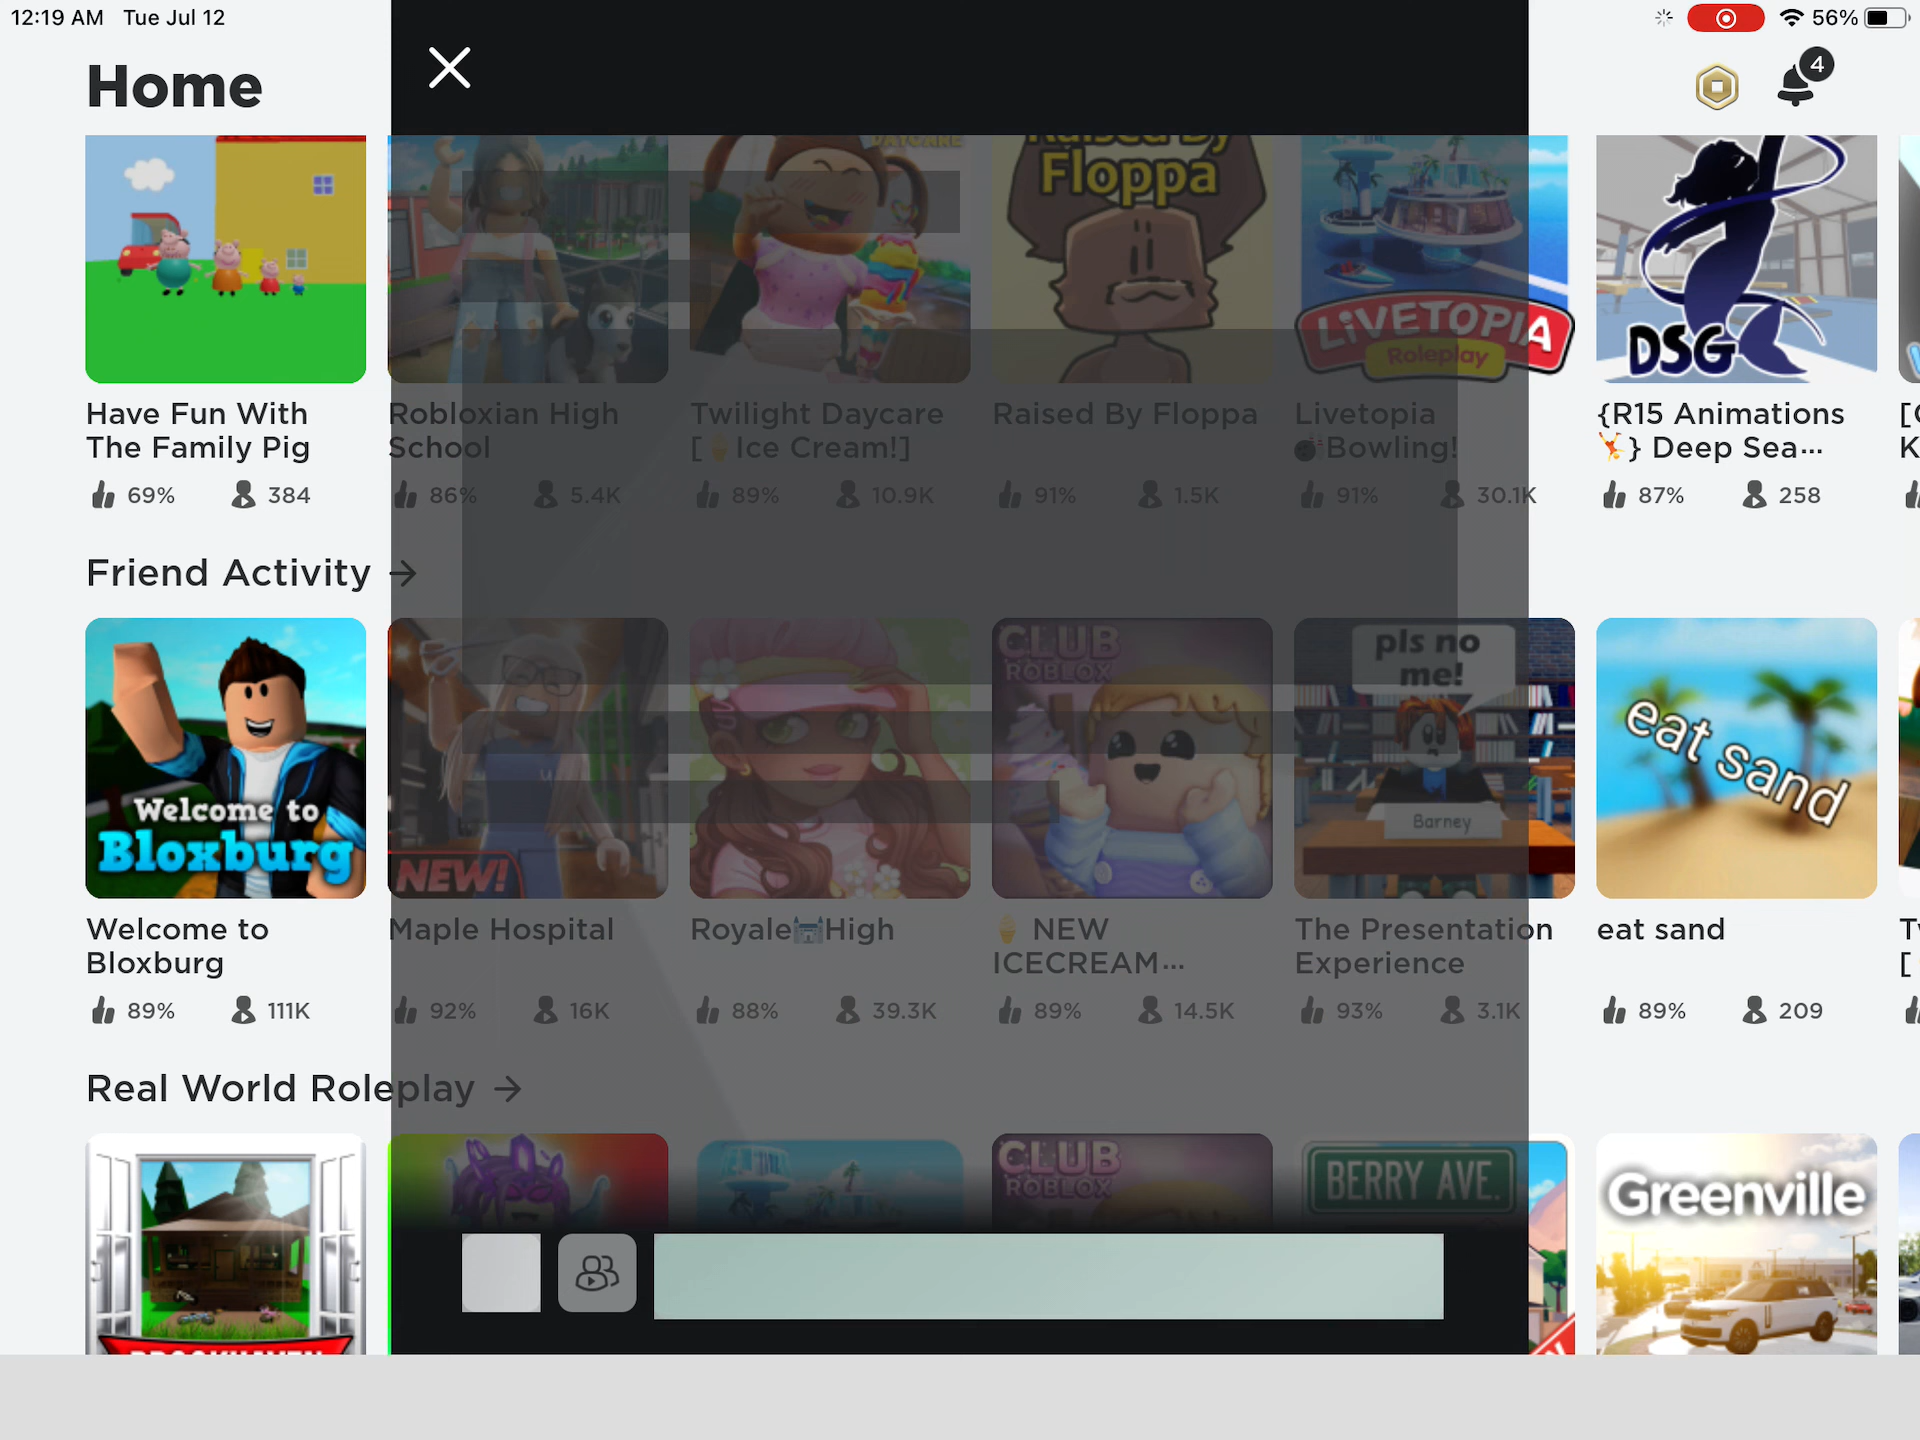 12:19 AM Tue Jul 12
56%
Home
4
DAYCARE
Raised By
Floppa
LIVETOPIA
Roleplay
DSG
Have Fun With
The Family Pig
69% 384
Robloxian High
School
86% 5.4K
Twilight Daycare
[🍦Ice Cream!]
89% 10.9K
Raised By Floppa
91% 1.5K
Livetopia
💣Bowling!
91% 30.1K
{R15 Animations
🤸} Deep Sea...
87% 258
Friend Activity →
Welcome to
Bloxburg
NEW!
CLUB
ROBLOX
pls no
me!
Barney
eat sand
Welcome to
Bloxburg
89% 111K
Maple Hospital
92% 16K
Royale🏰High
88% 39.3K
🍦 NEW
ICECREAM...
89% 14.5K
The Presentation
Experience
93% 3.1K
eat sand
89% 209
Real World Roleplay →
BROOKHAVEN
CLUB
ROBLOX
BERRY AVE.
Greenville